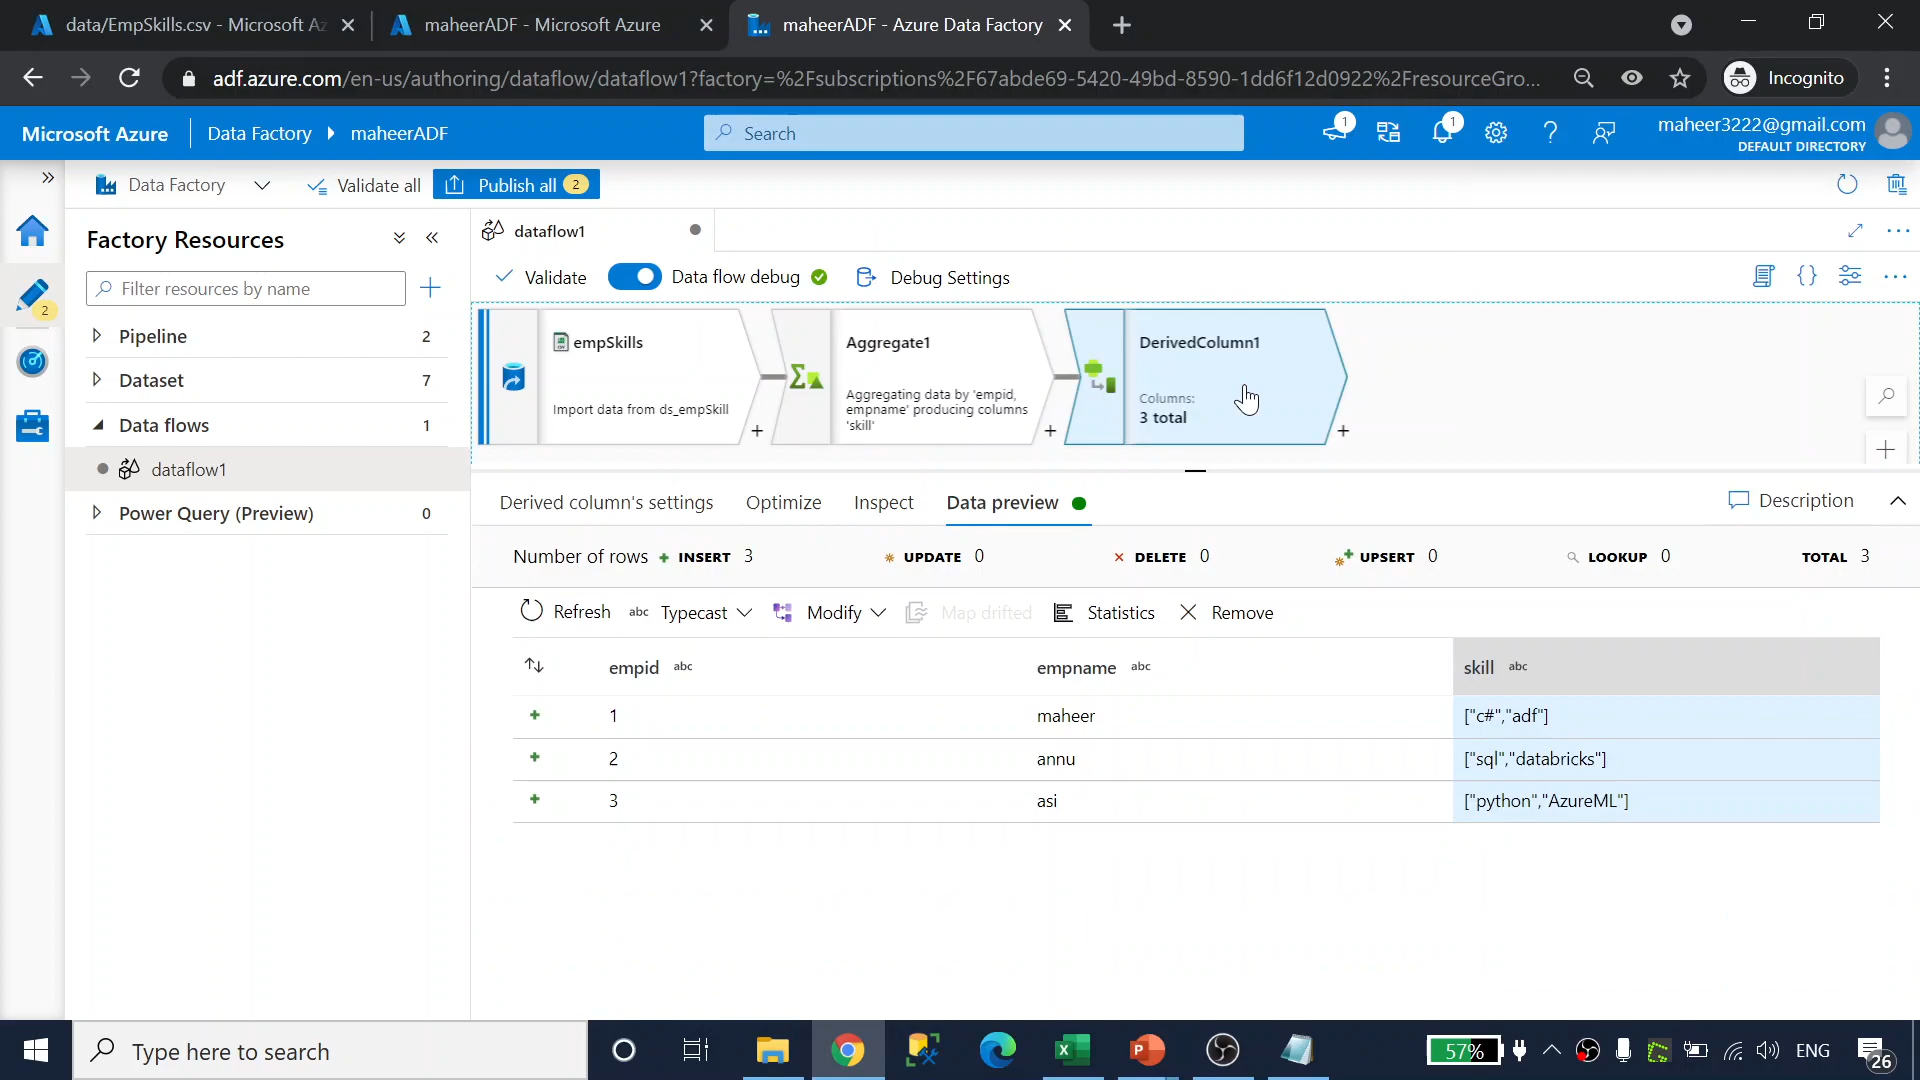 data/EmpSkills.csv - Microsoft Az
maheerADF - Microsoft Azure
maheerADF - Azure Data Factory
adf.azure.com/en-us/authoring/dataflow/dataflow1?factory=%2Fsubscriptions%2F67abde69-5420-49bd-8590-1dd6f12d0922%2FresourceGro...
Incognito
Microsoft Azure
Data Factory
maheerADF
Search
1
1
maheer3222@gmail.com
DEFAULT DIRECTORY
Data Factory
Validate all
Publish all 2
2
Factory Resources
Filter resources by name
Pipeline 2
Dataset 7
Data flows 1
dataflow1
Power Query (Preview) 0
dataflow1
Validate
Data flow debug
Debug Settings
empSkills
Import data from ds_empSkill
+
Aggregate1
Aggregating data by 'empid,
empname' producing columns
'skill'
+
DerivedColumn1
Columns:
3 total
+
Derived column's settings
Optimize
Inspect
Data preview
Description
Number of rows + INSERT 3
UPDATE 0
DELETE 0
UPSERT 0
LOOKUP 0
TOTAL 3
Refresh
abc Typecast
Modify
Map drifted
Statistics
Remove
empid abc
empname abc
skill abc
+ 1 maheer ["c#","adf"]
+ 2 annu ["sql","databricks"]
+ 3 asi ["python","AzureML"]
Type here to search
57%
ENG
26